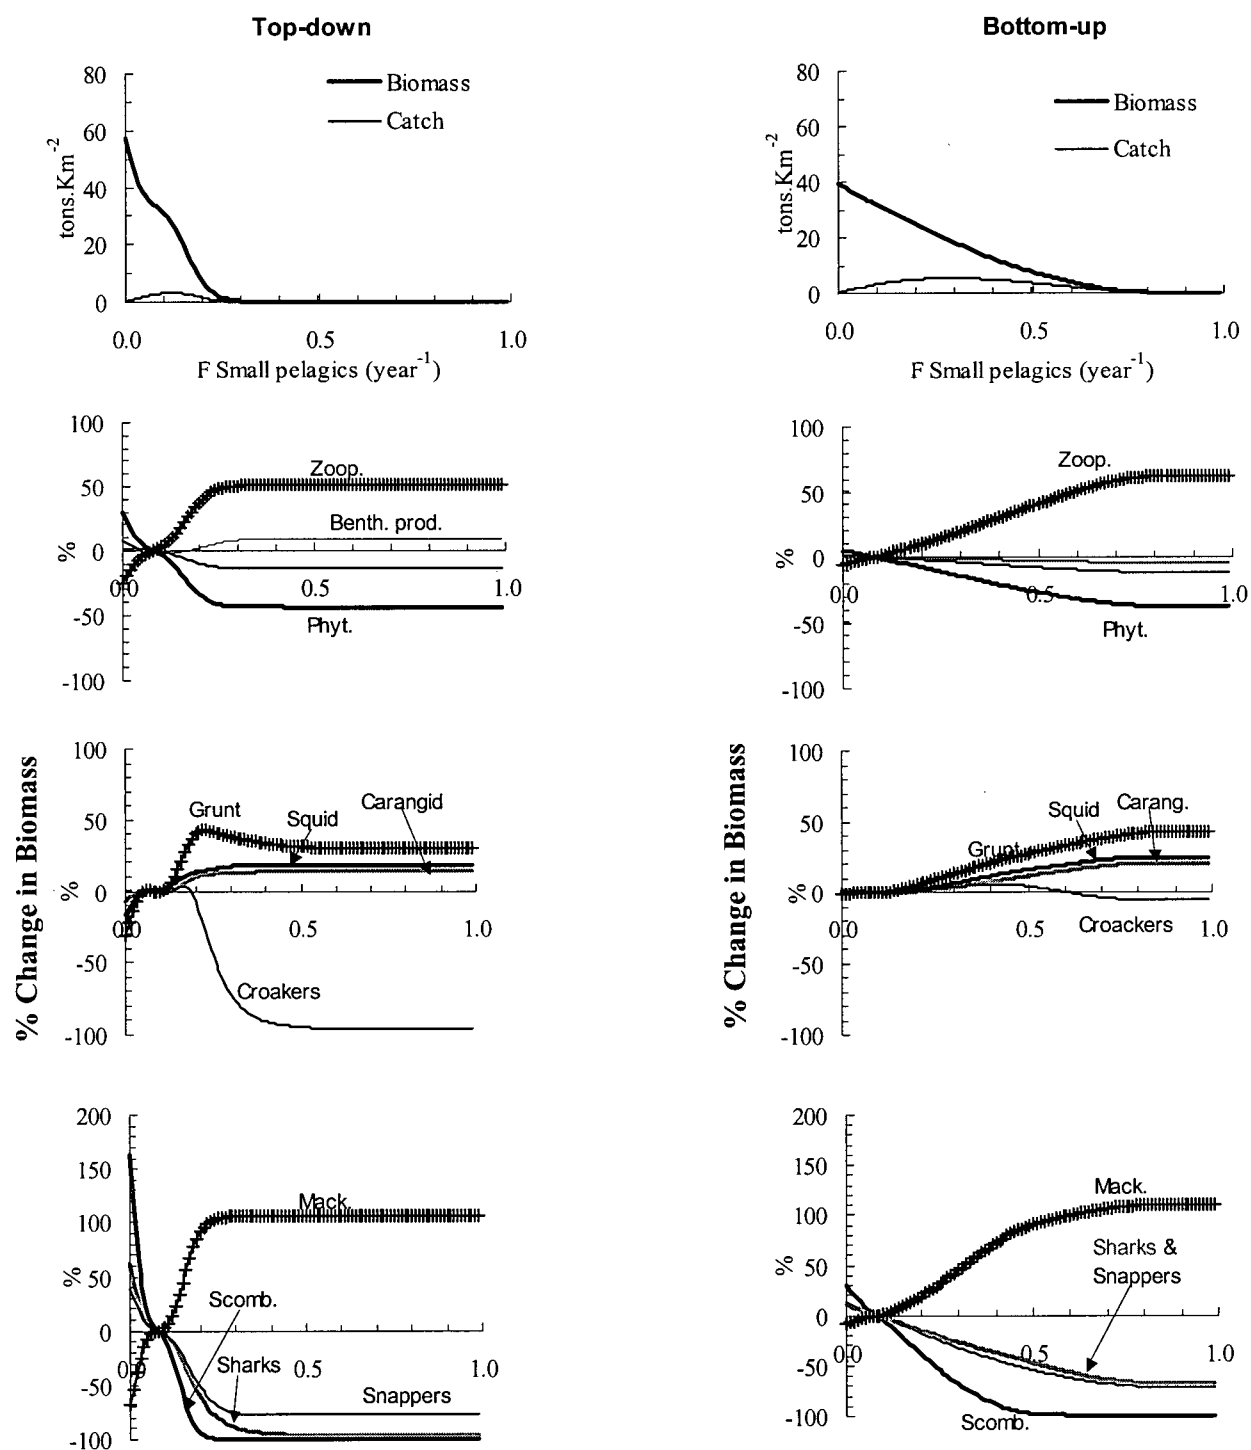 Top-down
Bottom-up
80
60
40
20
0
tons.Km-2
Biomass
Catch
0.0
0.5
1.0
F Small pelagics (year-1)
80
60
40
20
0
tons.Km-2
Biomass
Catch
0.0
0.5
1.0
F Small pelagics (year-1)
100
50
0
-50
-100
%
Zoop.
Benth. prod.
0.0
0.5
1.0
Phyt.
100
50
0
-50
-100
%
Zoop.
0.0
0.5
1.0
Phyt.
% Change in Biomass
100
50
0
-50
-100
%
Grunt
Squid
Carangid
0.0
0.5
1.0
Croakers
% Change in Biomass
100
50
0
-50
-100
%
Grunt
Squid
Carang.
0.0
0.5
1.0
Croackers
200
150
100
50
0
-50
-100
%
Mack.
Scomb.
Sharks
Snappers
0.0
0.5
1.0
200
150
100
50
0
-50
-100
%
Mack.
Sharks &
Snappers
0.0
0.5
1.0
Scomb.